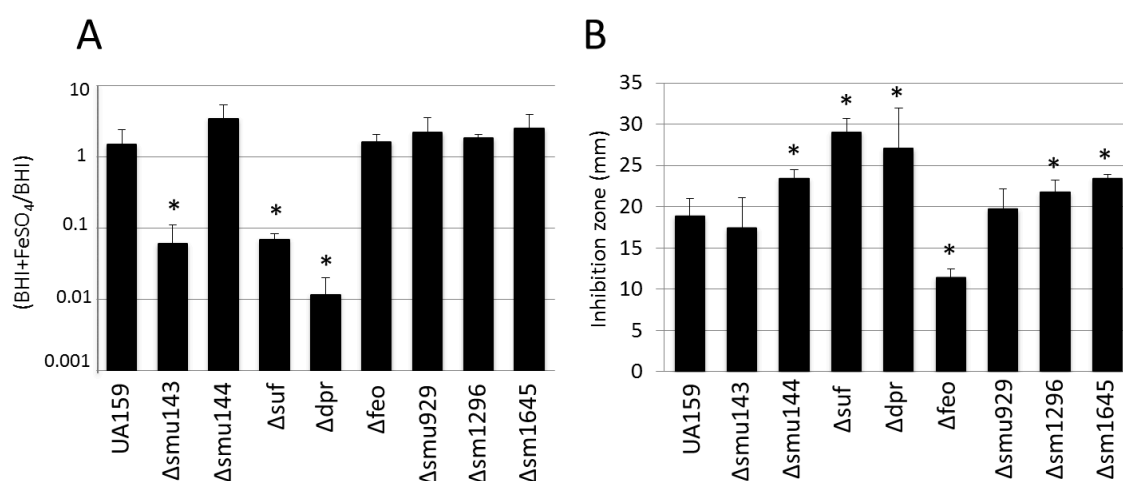 A
(BHI+FeSO4/BHI)
10
1
0.1
0.01
0.001
*
*
*
UA159
Δsmu143
Δsmu144
Δsuf
Δdpr
Δfeo
Δsmu929
Δsm1296
Δsm1645
B
Inhibition zone (mm)
35
30
25
20
15
10
5
0
*
*
*
*
*
*
UA159
Δsmu143
Δsmu144
Δsuf
Δdpr
Δfeo
Δsmu929
Δsm1296
Δsm1645